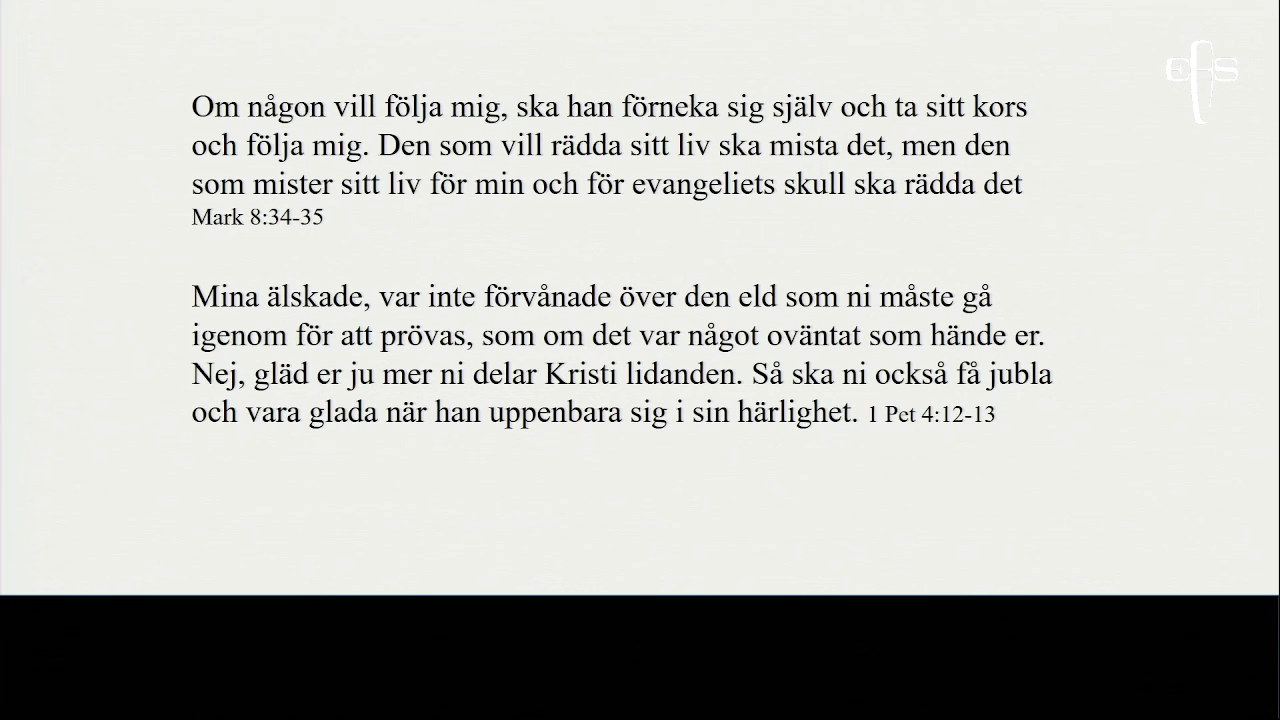 EFS
Om någon vill följa mig, ska han förneka sig själv och ta sitt kors
och följa mig. Den som vill rädda sitt liv ska mista det, men den
som mister sitt liv för min och för evangeliets skull ska rädda det
Mark 8:34-35
Mina älskade, var inte förvånade över den eld som ni måste gå
igenom för att prövas, som om det var något oväntat som hände er.
Nej, gläd er ju mer ni delar Kristi lidanden. Så ska ni också få jubla
och vara glada när han uppenbara sig i sin härlighet. 1 Pet 4:12-13